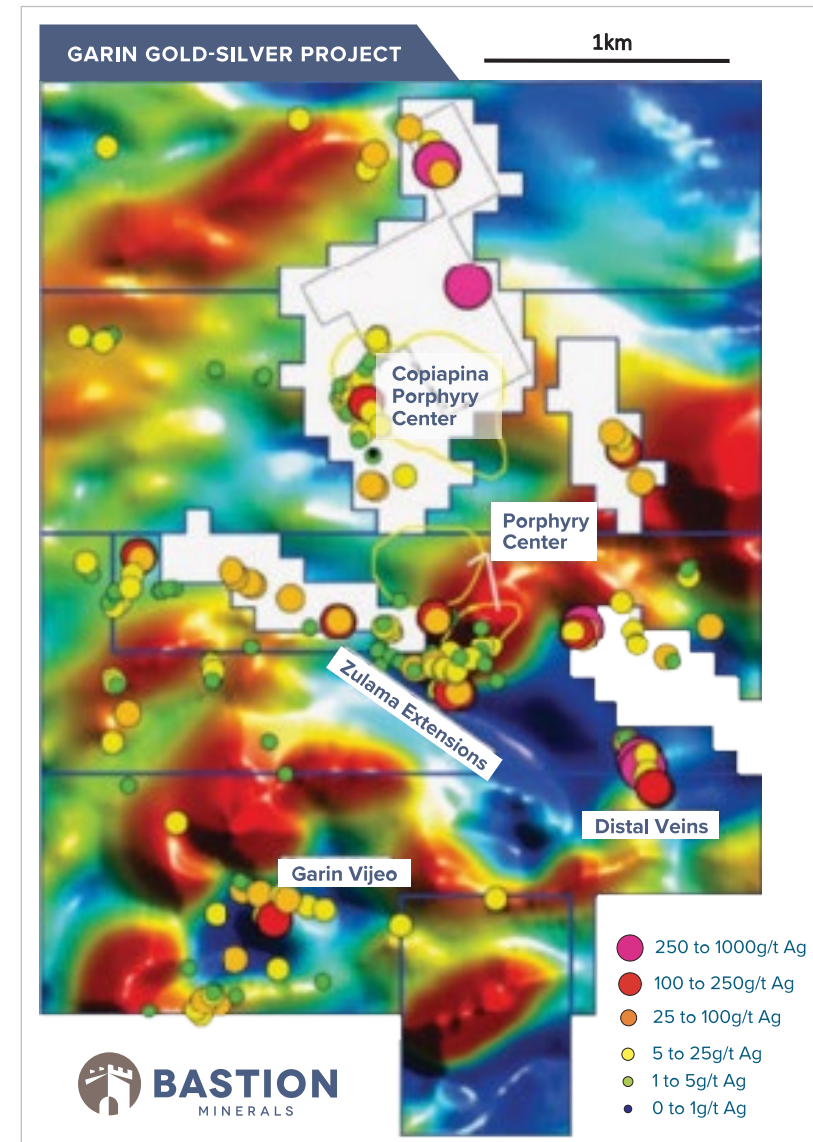 GARIN GOLD-SILVER PROJECT
1km
Copiapina
Porphyry
Center
Porphyry
Center
Zulama Extensions
Distal Veins
Garin Vijeo
250 to 1000g/t Ag
100 to 250g/t Ag
25 to 100g/t Ag
5 to 25g/t Ag
1 to 5g/t Ag
0 to 1g/t Ag
BASTION
MINERALS